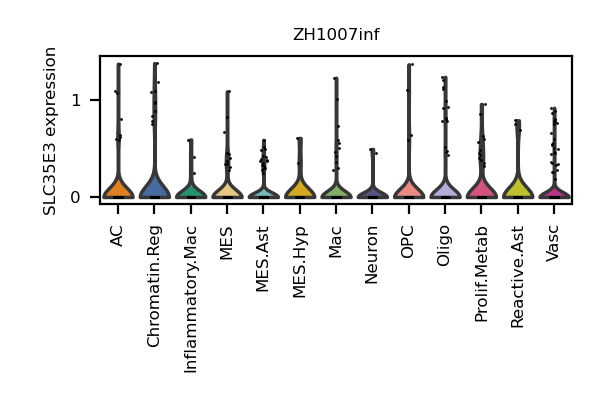 ZH1007inf
SLC35E3 expression
1
0
AC
Chromatin.Reg
Inflammatory.Mac
MES
MES.Ast
MES.Hyp
Mac
Neuron
OPC
Oligo
Prolif.Metab
Reactive.Ast
Vasc